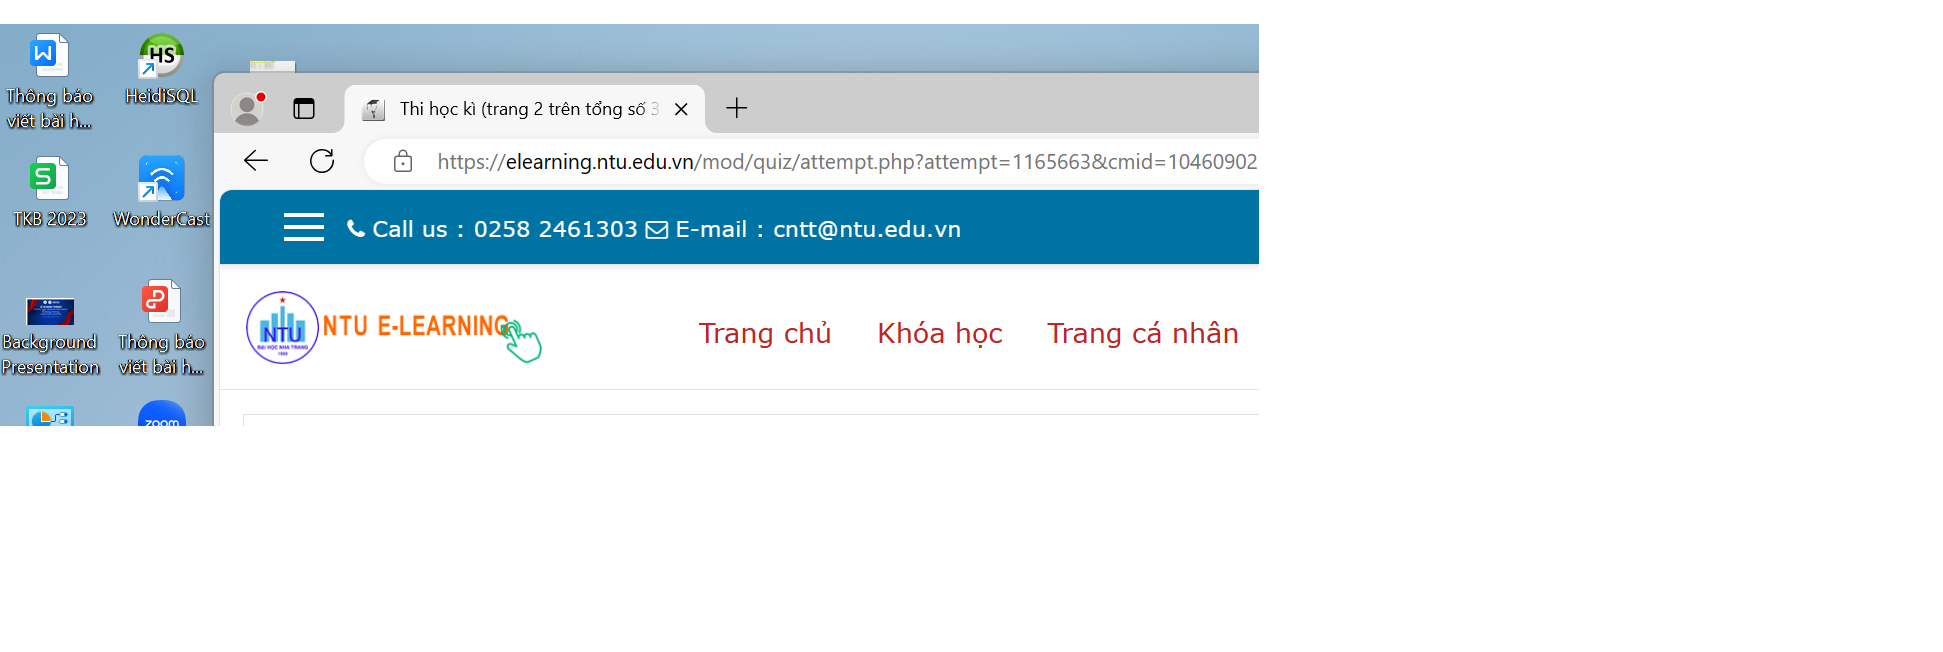 Thông báo
viết bài h...
HeidiSQL
TKB 2023
WonderCast
Background
Presentation
Thông báo
viết bài h...
zoom
Thi học kì (trang 2 trên tổng số 3
https://elearning.ntu.edu.vn/mod/quiz/attempt.php?attempt=1165663&cmid=10460902
Call us : 0258 2461303 E-mail : cntt@ntu.edu.vn
NTU
ĐẠI HỌC NHA TRANG
1959
NTU E-LEARNING
Trang chủ Khóa học Trang cá nhân